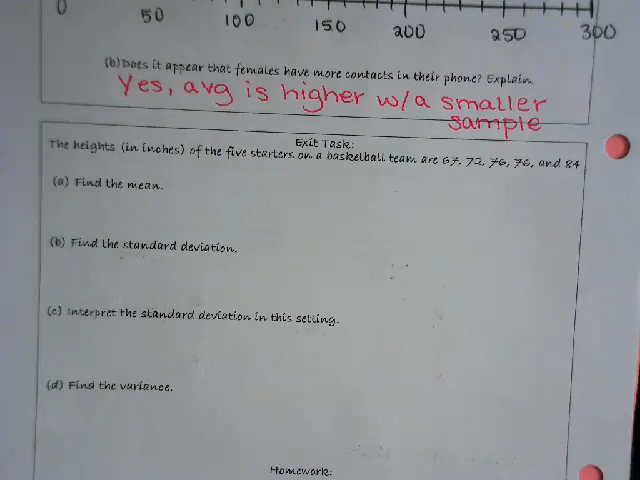 0 50 100 150 200 250 300
(b) Does it appear that females have more contacts in their phone? Explain.
Yes, avg is higher w/a smaller
sample
Exit Task:
The heights (in inches) of the five starters on a basketball team are 67, 72, 76, 76, and 84
(a) Find the mean.
(b) Find the standard deviation.
(c) Interpret the standard deviation in this setting.
(d) Find the variance.
Homework: